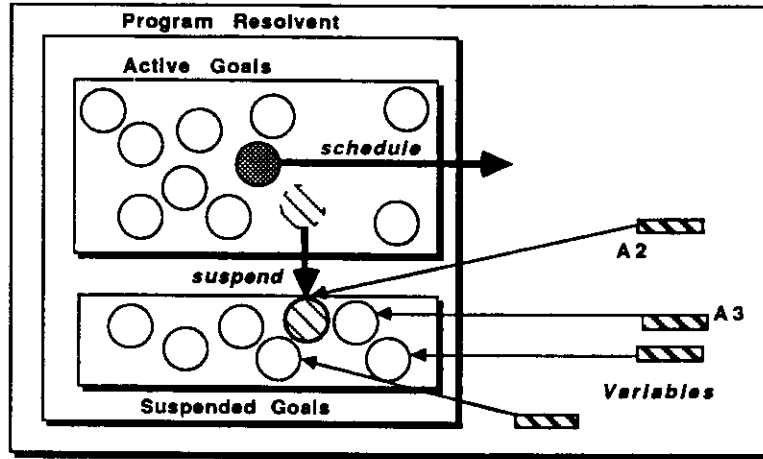 Program Resolvent
Active Goals
schedule
A2
suspend
A3
Variables
Suspended Goals